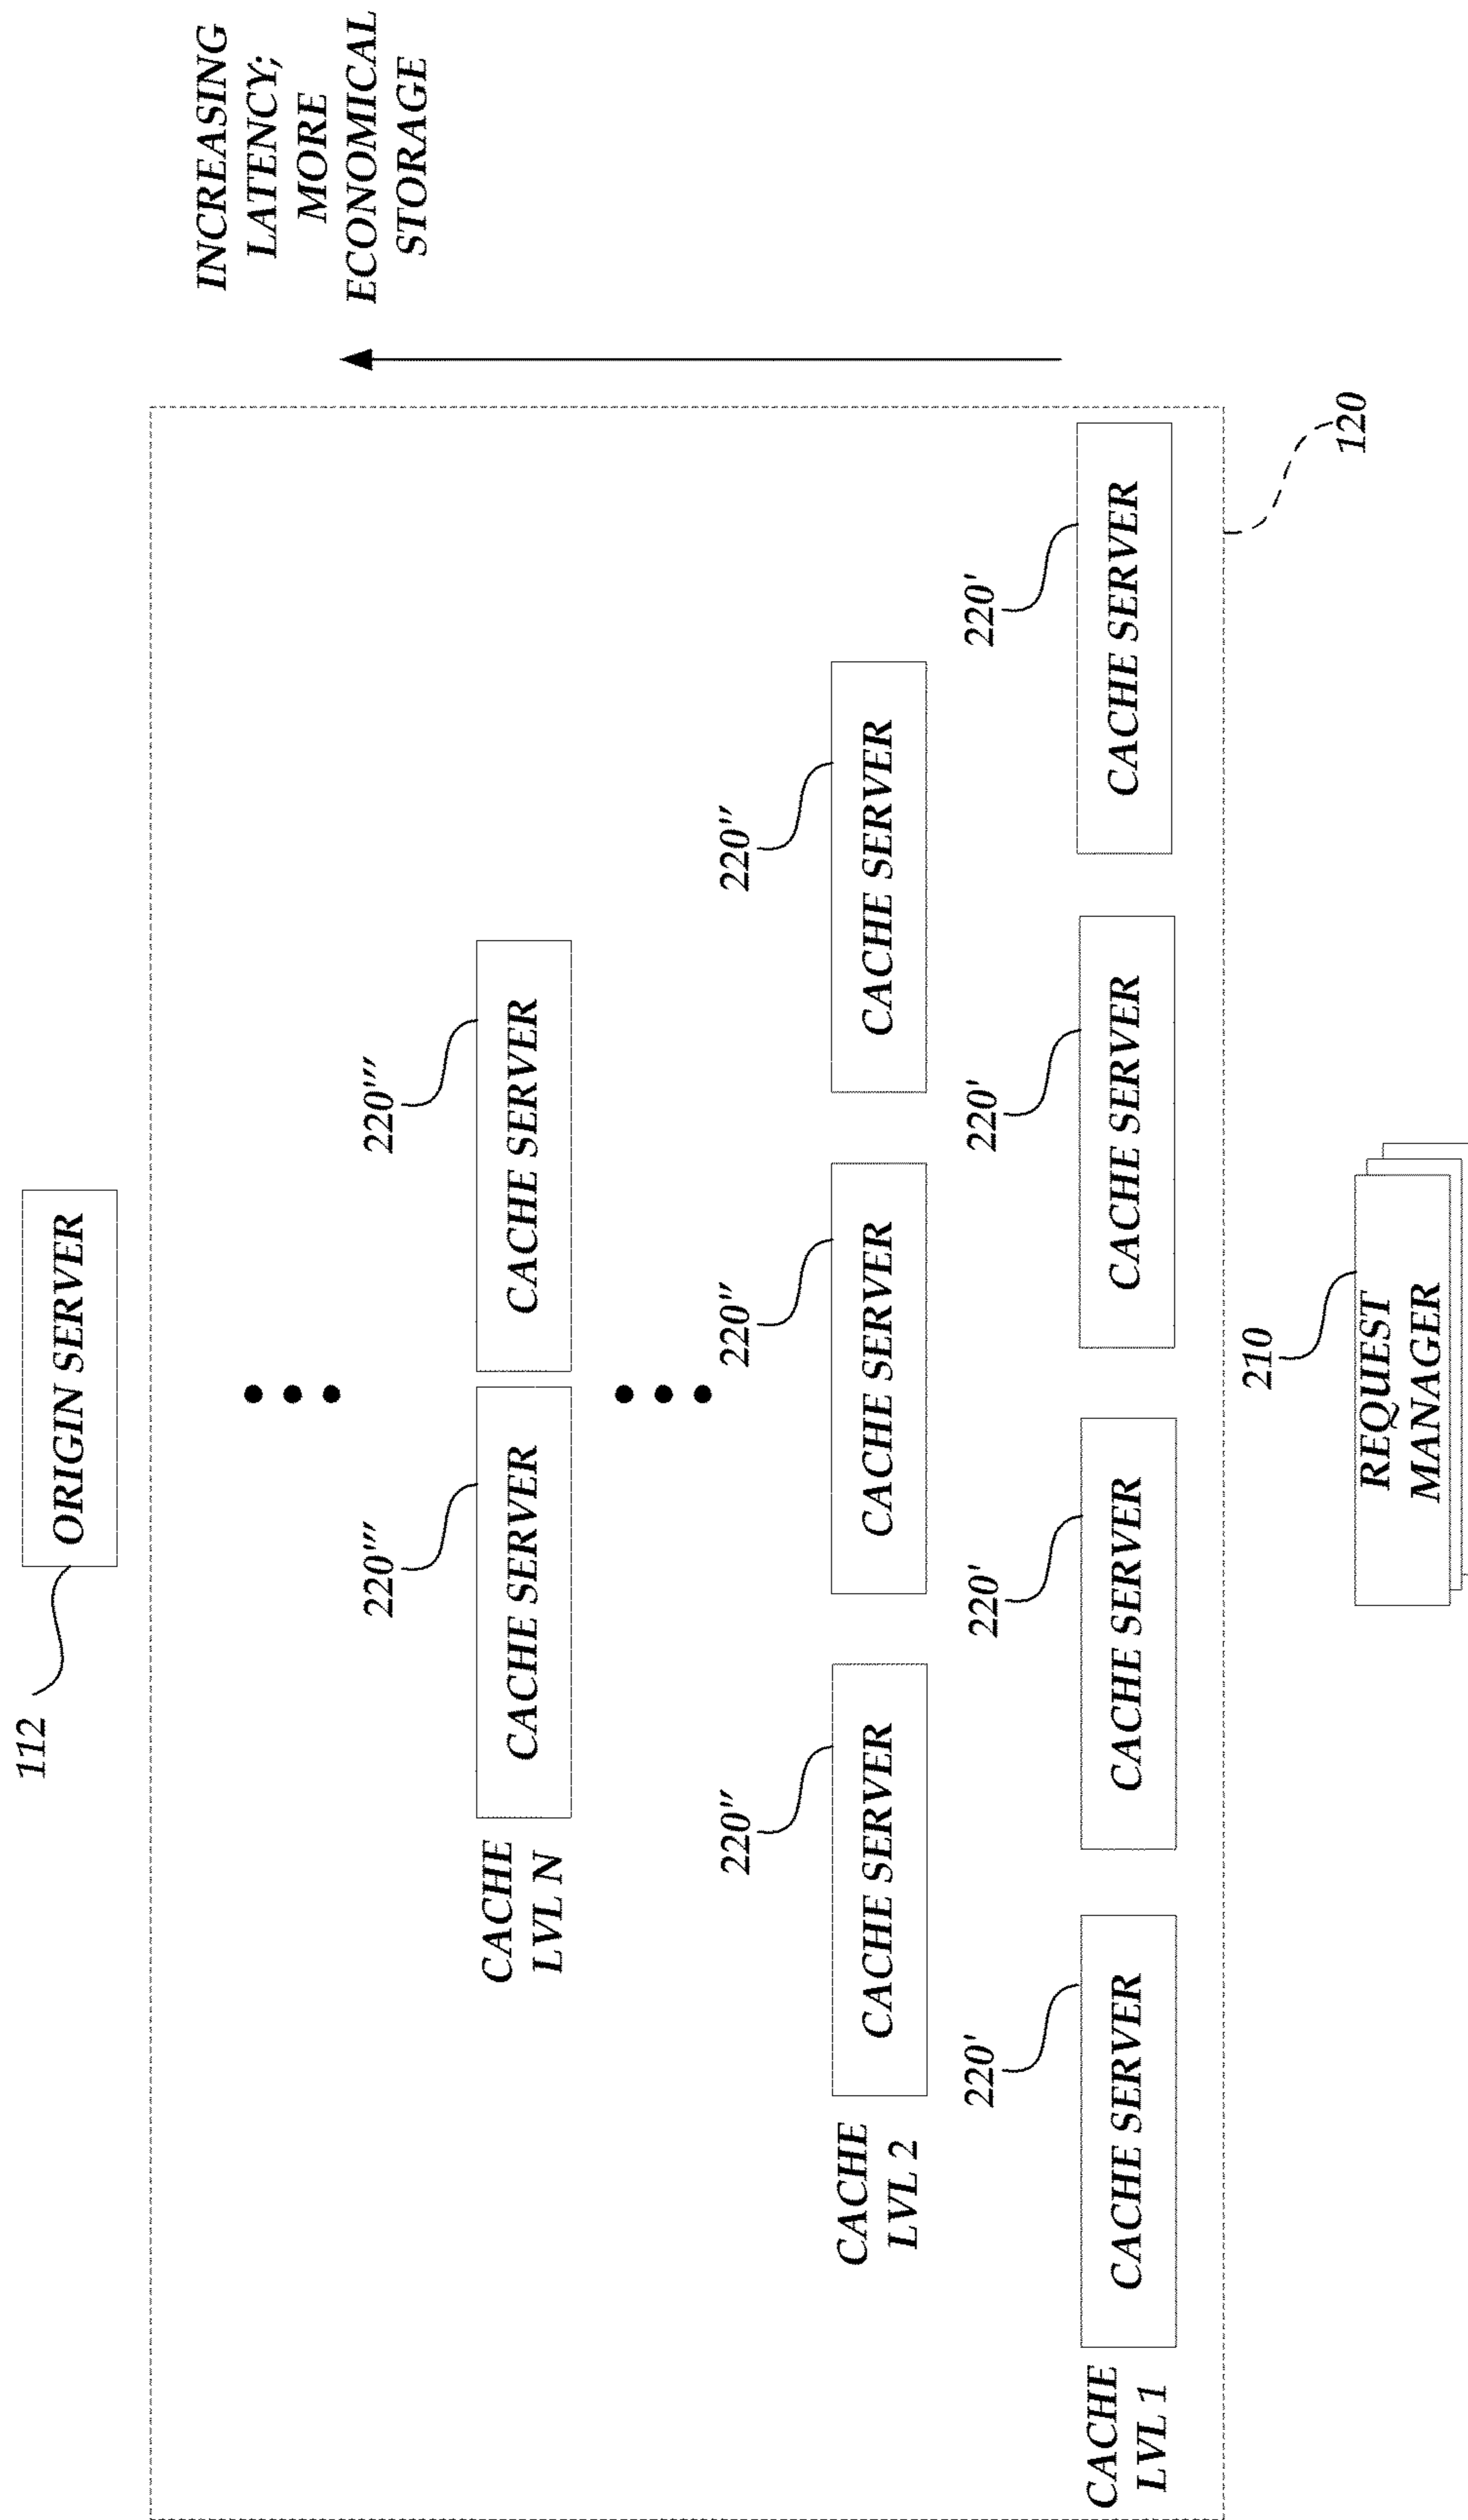 112
ORIGIN SERVER
INCREASING
LATENCY;
MORE
ECONOMICAL
STORAGE
220'''
220'''
CACHE
LVL N
CACHE SERVER
CACHE SERVER
220''
220''
220''
CACHE
LVL 2
CACHE SERVER
CACHE SERVER
CACHE SERVER
220'
220'
220'
220'
CACHE
LVL 1
CACHE SERVER
CACHE SERVER
CACHE SERVER
CACHE SERVER
210
120
REQUEST
MANAGER